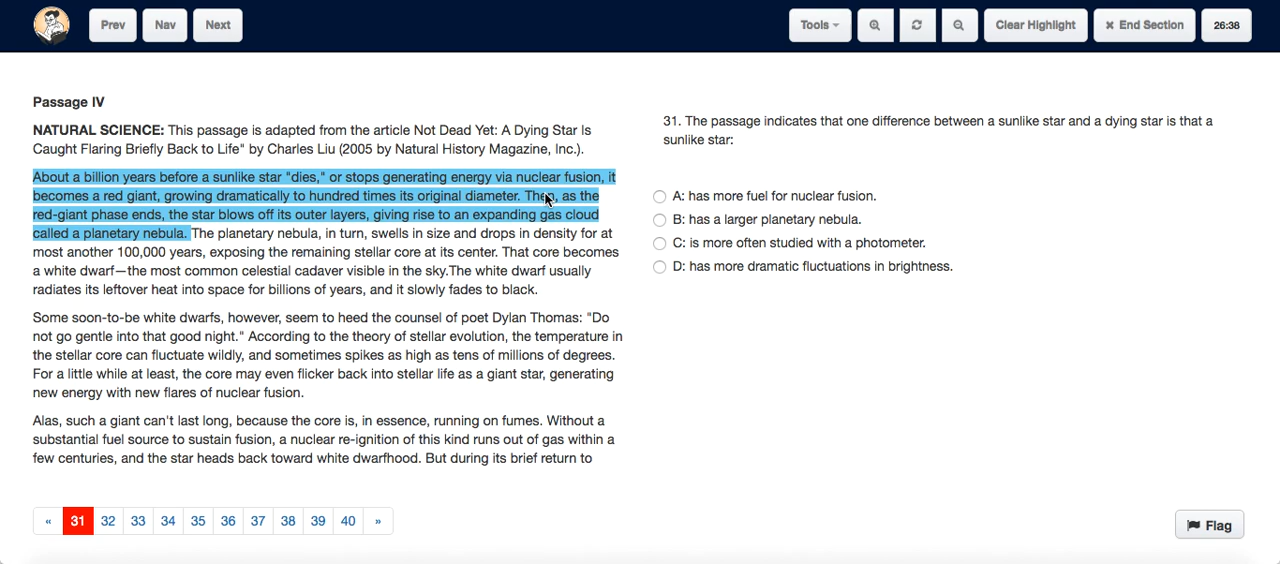 Prev Nav Next Tools Clear Highlight ✖ End Section 26:38
Passage IV
NATURAL SCIENCE: This passage is adapted from the article Not Dead Yet: A Dying Star Is
Caught Flaring Briefly Back to Life" by Charles Liu (2005 by Natural History Magazine, Inc.).
About a billion years before a sunlike star "dies," or stops generating energy via nuclear fusion, it
becomes a red giant, growing dramatically to hundred times its original diameter. Then, as the
red-giant phase ends, the star blows off its outer layers, giving rise to an expanding gas cloud
called a planetary nebula. The planetary nebula, in turn, swells in size and drops in density for at
most another 100,000 years, exposing the remaining stellar core at its center. That core becomes
a white dwarf—the most common celestial cadaver visible in the sky.The white dwarf usually
radiates its leftover heat into space for billions of years, and it slowly fades to black.
Some soon-to-be white dwarfs, however, seem to heed the counsel of poet Dylan Thomas: "Do
not go gentle into that good night." According to the theory of stellar evolution, the temperature in
the stellar core can fluctuate wildly, and sometimes spikes as high as tens of millions of degrees.
For a little while at least, the core may even flicker back into stellar life as a giant star, generating
new energy with new flares of nuclear fusion.
Alas, such a giant can't last long, because the core is, in essence, running on fumes. Without a
substantial fuel source to sustain fusion, a nuclear re-ignition of this kind runs out of gas within a
few centuries, and the star heads back toward white dwarfhood. But during its brief return to
31. The passage indicates that one difference between a sunlike star and a dying star is that a
sunlike star:
A: has more fuel for nuclear fusion.
B: has a larger planetary nebula.
C: is more often studied with a photometer.
D: has more dramatic fluctuations in brightness.
« 31 32 33 34 35 36 37 38 39 40 »
Flag